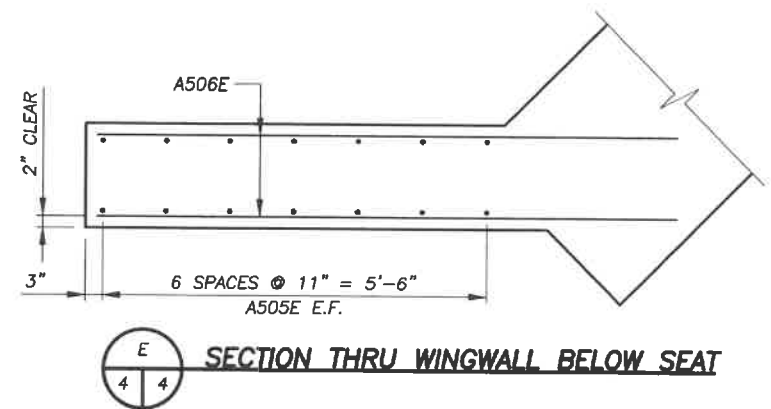 A506E
2" CLEAR
3"
6 SPACES @ 11" = 5'-6"
A505E E.F.
E
4 4
SECTION THRU WINGWALL BELOW SEAT